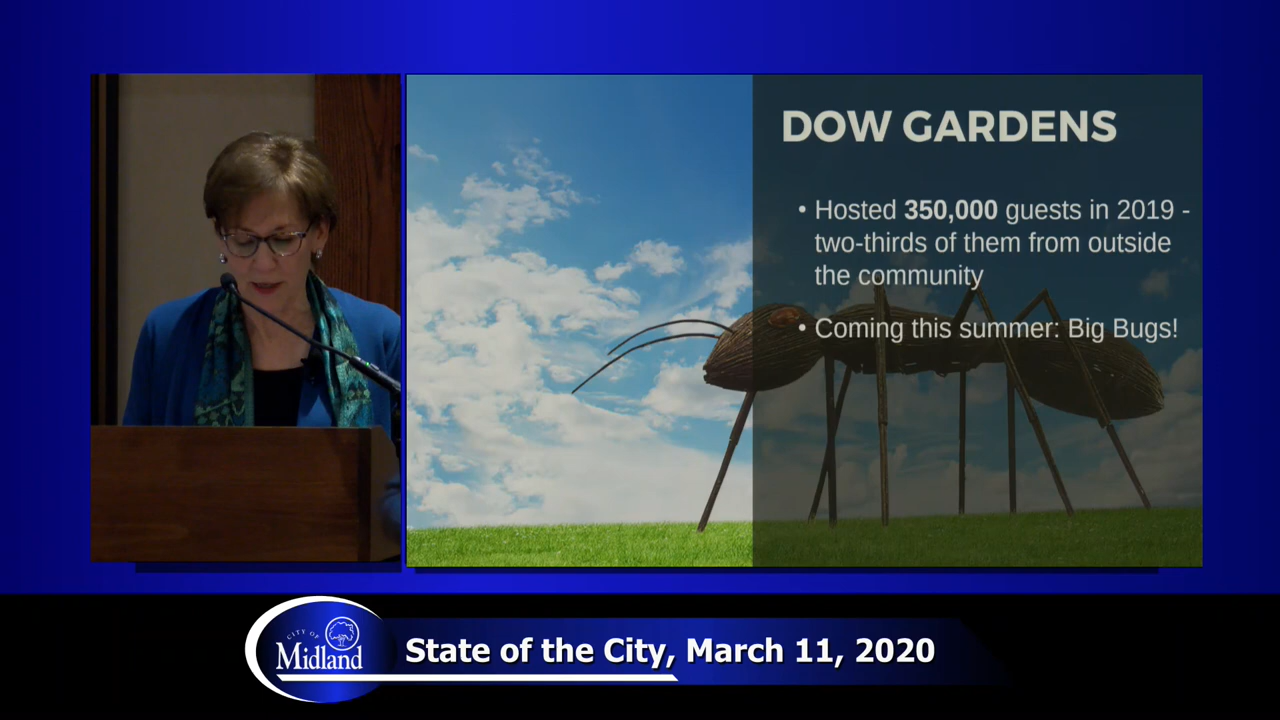 DOW GARDENS
• Hosted 350,000 guests in 2019 -
two-thirds of them from outside
the community
• Coming this summer: Big Bugs!
CITY OF
Midland
State of the City, March 11, 2020